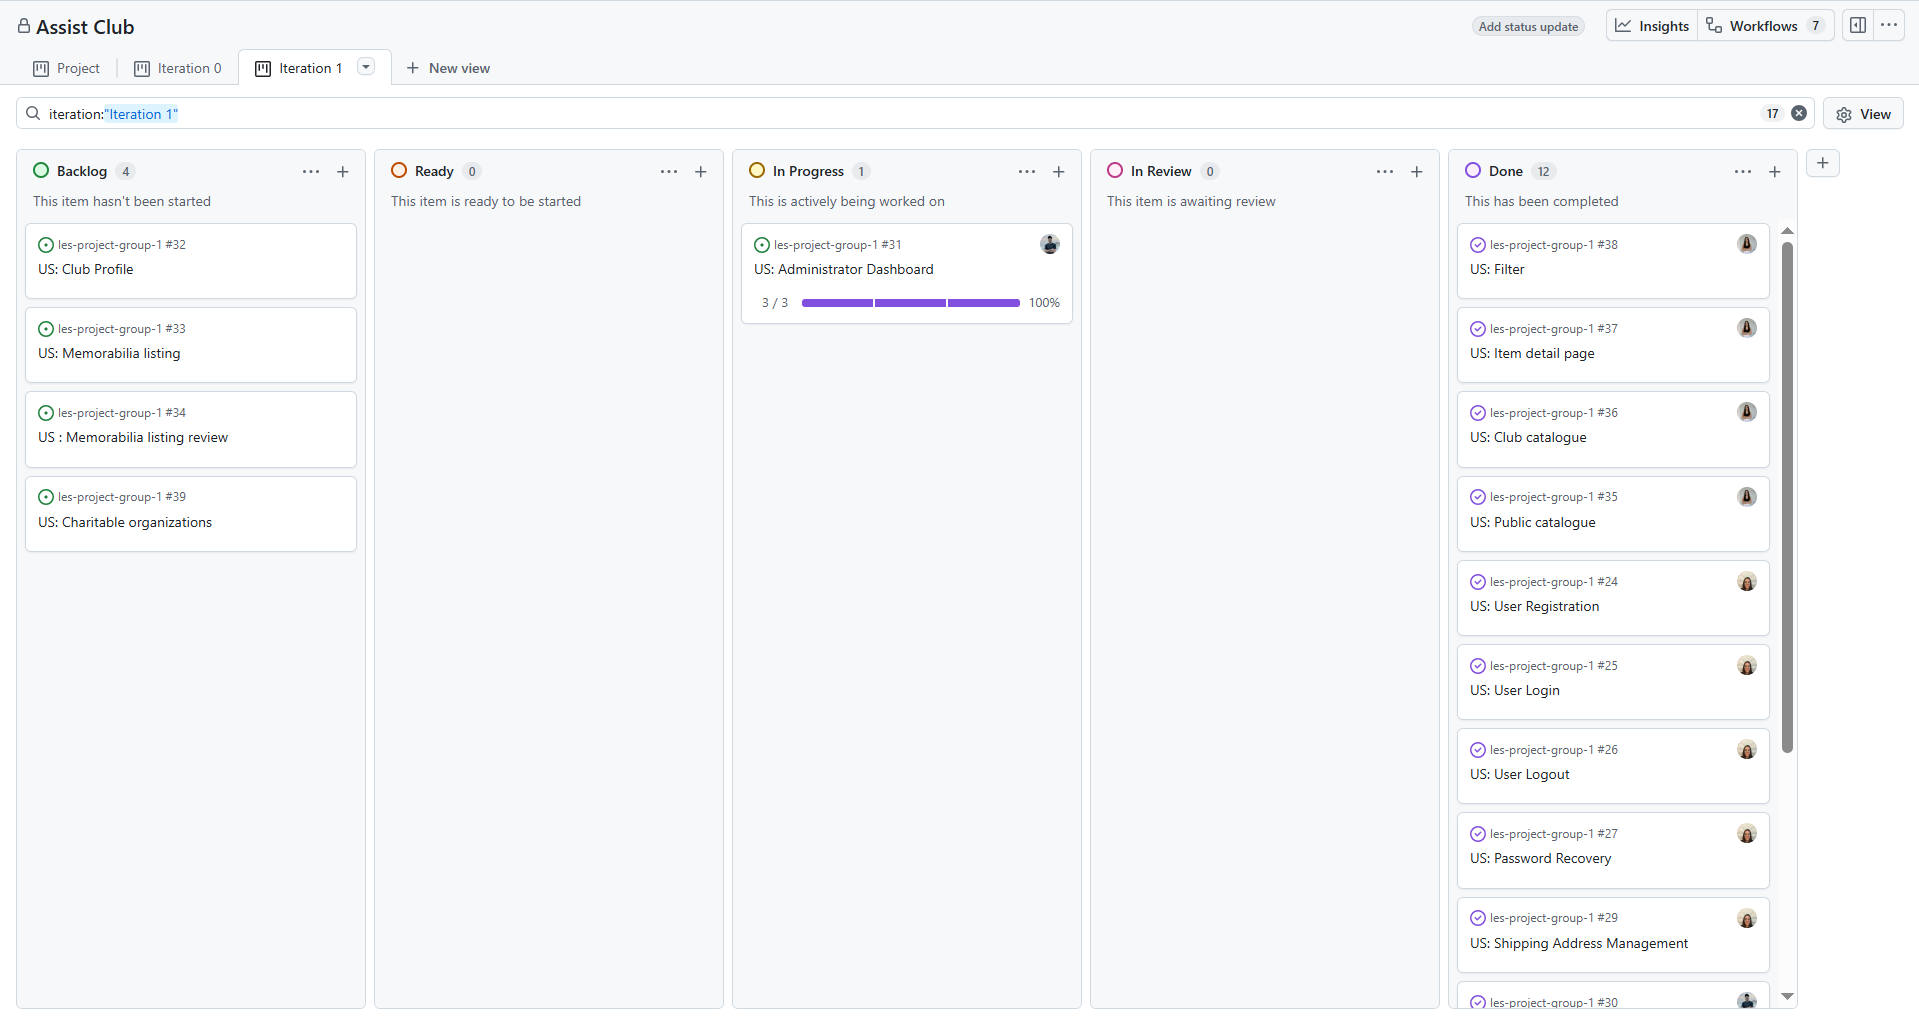 Assist Club
Add status update
Insights
Workflows 7
Project
Iteration 0
Iteration 1
New view
iteration:"Iteration 1"
17
View
Backlog 4
This item hasn't been started
les-project-group-1 #32
US: Club Profile
les-project-group-1 #33
US: Memorabilia listing
les-project-group-1 #34
US : Memorabilia listing review
les-project-group-1 #39
US: Charitable organizations
Ready 0
This item is ready to be started
In Progress 1
This is actively being worked on
les-project-group-1 #31
US: Administrator Dashboard
3 / 3 100%
In Review 0
This item is awaiting review
Done 12
This has been completed
les-project-group-1 #38
US: Filter
les-project-group-1 #37
US: Item detail page
les-project-group-1 #36
US: Club catalogue
les-project-group-1 #35
US: Public catalogue
les-project-group-1 #24
US: User Registration
les-project-group-1 #25
US: User Login
les-project-group-1 #26
US: User Logout
les-project-group-1 #27
US: Password Recovery
les-project-group-1 #29
US: Shipping Address Management
les-project-group-1 #30